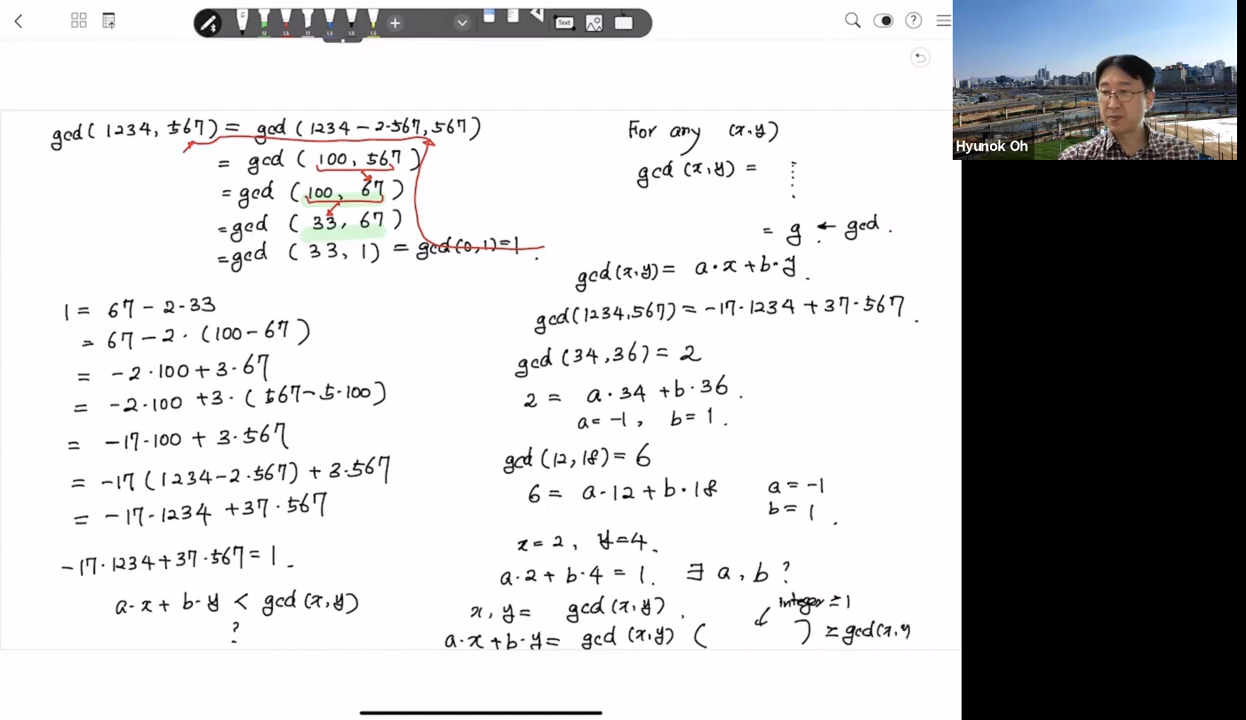 Text
Hyunok Oh
gcd(1234, 567) = gcd(1234-2·567, 567)
= gcd (100, 567)
= gcd (100, 67)
= gcd (33, 67)
= gcd (33, 1) = gcd(0,1)=1.
1 = 67 - 2·33
= 67 - 2·(100-67)
= -2·100 + 3·67
= -2·100 + 3·(567-5·100)
= -17·100 + 3·567
= -17(1234-2·567) + 3·567
= -17·1234 + 37·567
-17·1234+37·567 = 1.
a·x + b·y < gcd(x,y)
?
For any (x,y)
gcd(x,y) =
= g ← gcd.
gcd(x,y) = a·x + b·y.
gcd(1234,567) = -17·1234 + 37·567.
gcd(34,36) = 2
2 = a·34 + b·36.
a=-1, b=1.
gcd(12,18) = 6
6 = a·12 + b·18 a=-1
b=1.
x=2, y=4.
a·2 + b·4 = 1. ∃ a, b ?
x, y = gcd(x,y).
integer ≥1
a·x + b·y = gcd(x,y) ( ) ≥ gcd(x,y